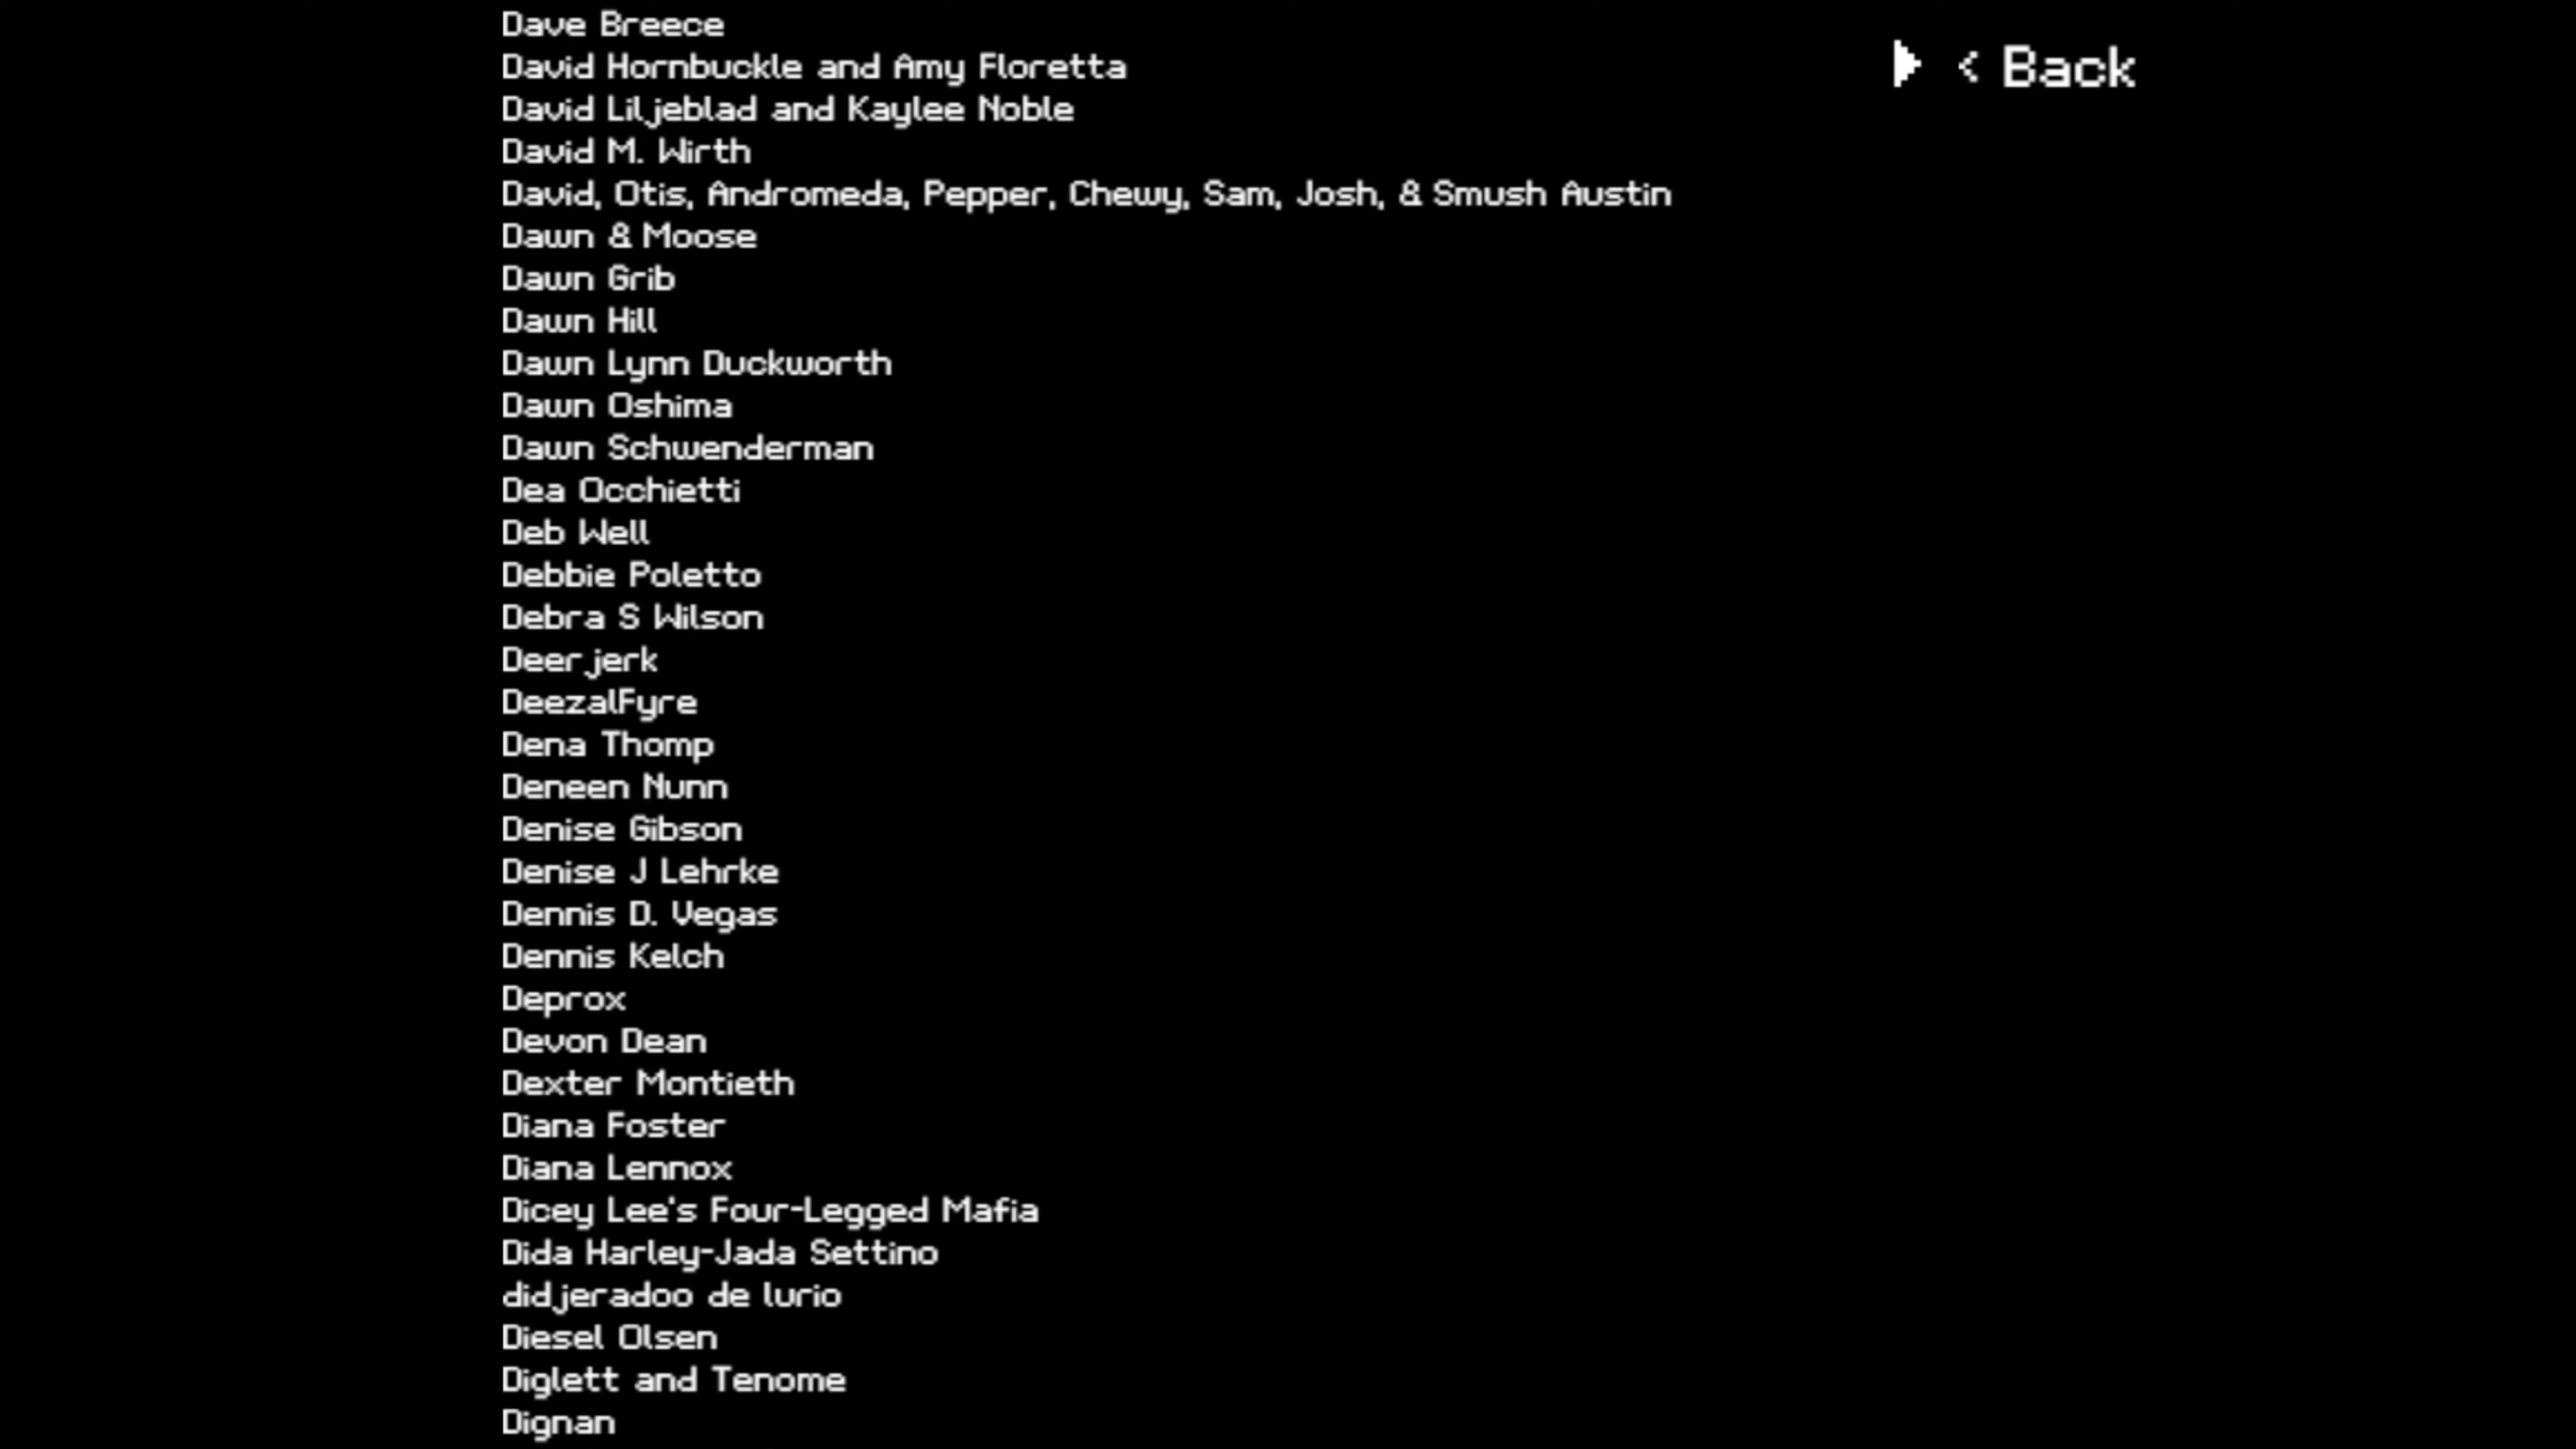 Dave Breece
< Back
David Hornbuckle and Amy Floretta
David Liljeblad and Kaylee Noble
David M. Wirth
David, Otis, Andromeda, Pepper, Chewy, Sam, Josh, & Smush Austin
Dawn & Moose
Dawn Grib
Dawn Hill
Dawn Lynn Duckworth
Dawn Oshima
Dawn Schwenderman
Dea Occhietti
Deb Well
Debbie Poletto
Debra S Wilson
Deerjerk
DeezalFyre
Dena Thomp
Deneen Nunn
Denise Gibson
Denise J Lehrke
Dennis D. Vegas
Dennis Kelch
Deprox
Devon Dean
Dexter Montieth
Diana Foster
Diana Lennox
Dicey Lee's Four-Legged Mafia
Dida Harley-Jada Settino
didjeradoo de lurio
Diesel Olsen
Diglett and Tenome
Dignan